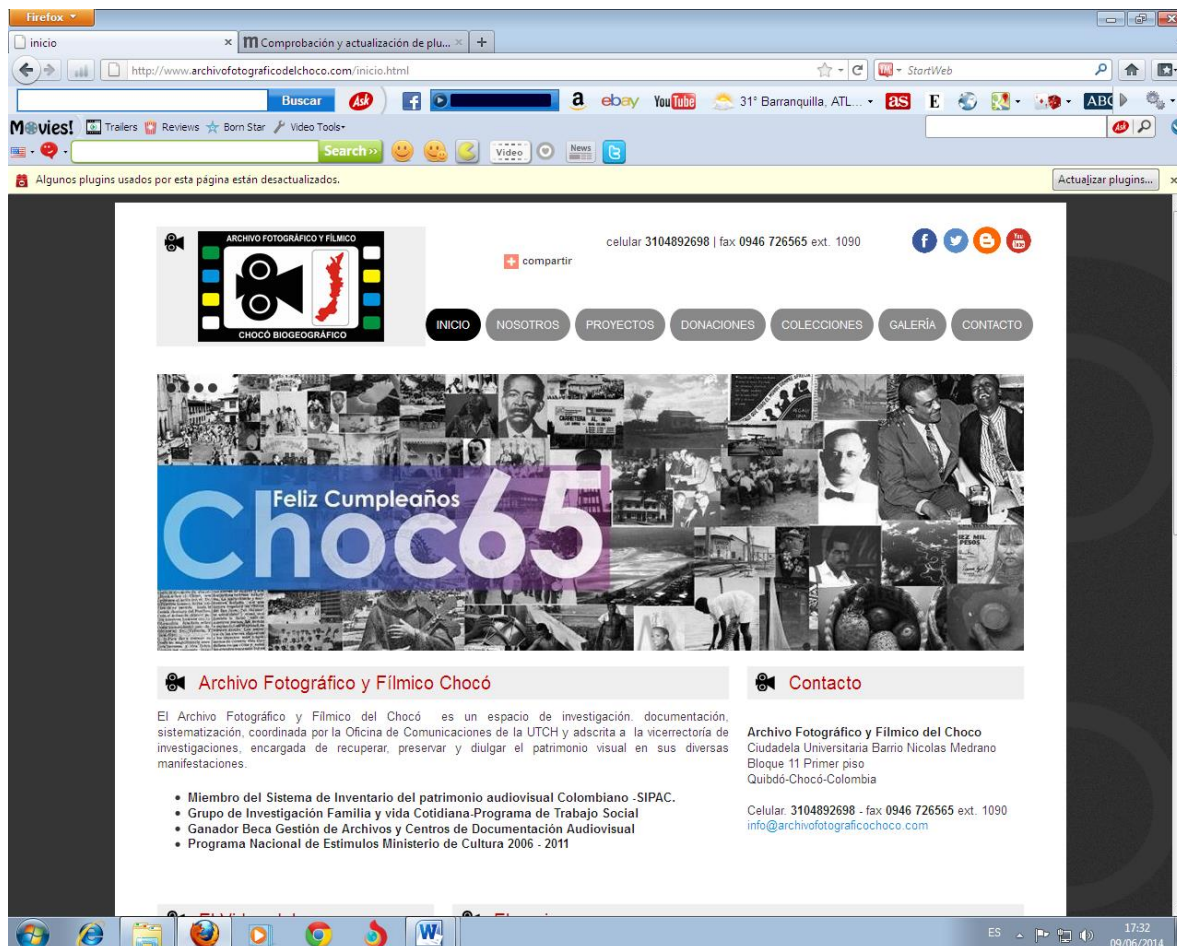 Firefox
inicio
Comprobación y actualización de plu...
http://www.archivofotograficodelchoco.com/inicio.html
StartWeb
Buscar
Ask
a
ebay
YouTube
31° Barranquilla, ATL...
as
E
ABC
Movies!
Trailers
Reviews
Born Star
Video Tools
Ask
Search
Video
News
Algunos plugins usados por esta página están desactualizados.
Actualizar plugins...
ARCHIVO FOTOGRÁFICO Y FÍLMICO
CHOCÓ BIOGEOGRÁFICO
celular 3104892698 | fax 0946 726565 ext. 1090
compartir
INICIO
NOSOTROS
PROYECTOS
DONACIONES
COLECCIONES
GALERÌA
CONTACTO
CARRETERA AL MAR
Feliz Cumpleaños
Choc65
DIEZ MIL
PESOS
Archivo Fotográfico y Fílmico Chocó
El Archivo Fotográfico y Fílmico del Chocó es un espacio de investigación. documentación,
sistematización, coordinada por la Oficina de Comunicaciones de la UTCH y adscrita a la vicerrectoría de
investigaciones, encargada de recuperar, preservar y diulgar el patrimonio visual en sus diversas
manifestaciones.
Miembro del Sistema de Inventario del patrimonio audiovisual Colombiano -SIPAC.
Grupo de Investigación Familia y vida Cotidiana-Programa de Trabajo Social
Ganador Beca Gestión de Archivos y Centros de Documentación Audiovisual
Programa Nacional de Estimulos Ministerio de Cultura 2006 - 2011
Contacto
Archivo Fotográfico y Fílmico del Choco
Ciudadela Universitaria Barrio Nicolas Medrano
Bloque 11 Primer piso
Quibdó-Chocó-Colombia
Celular. 3104892698 - fax 0946 726565 ext. 1090
info@archivofotograficochoco.com
ES
17:32
09/06/2014